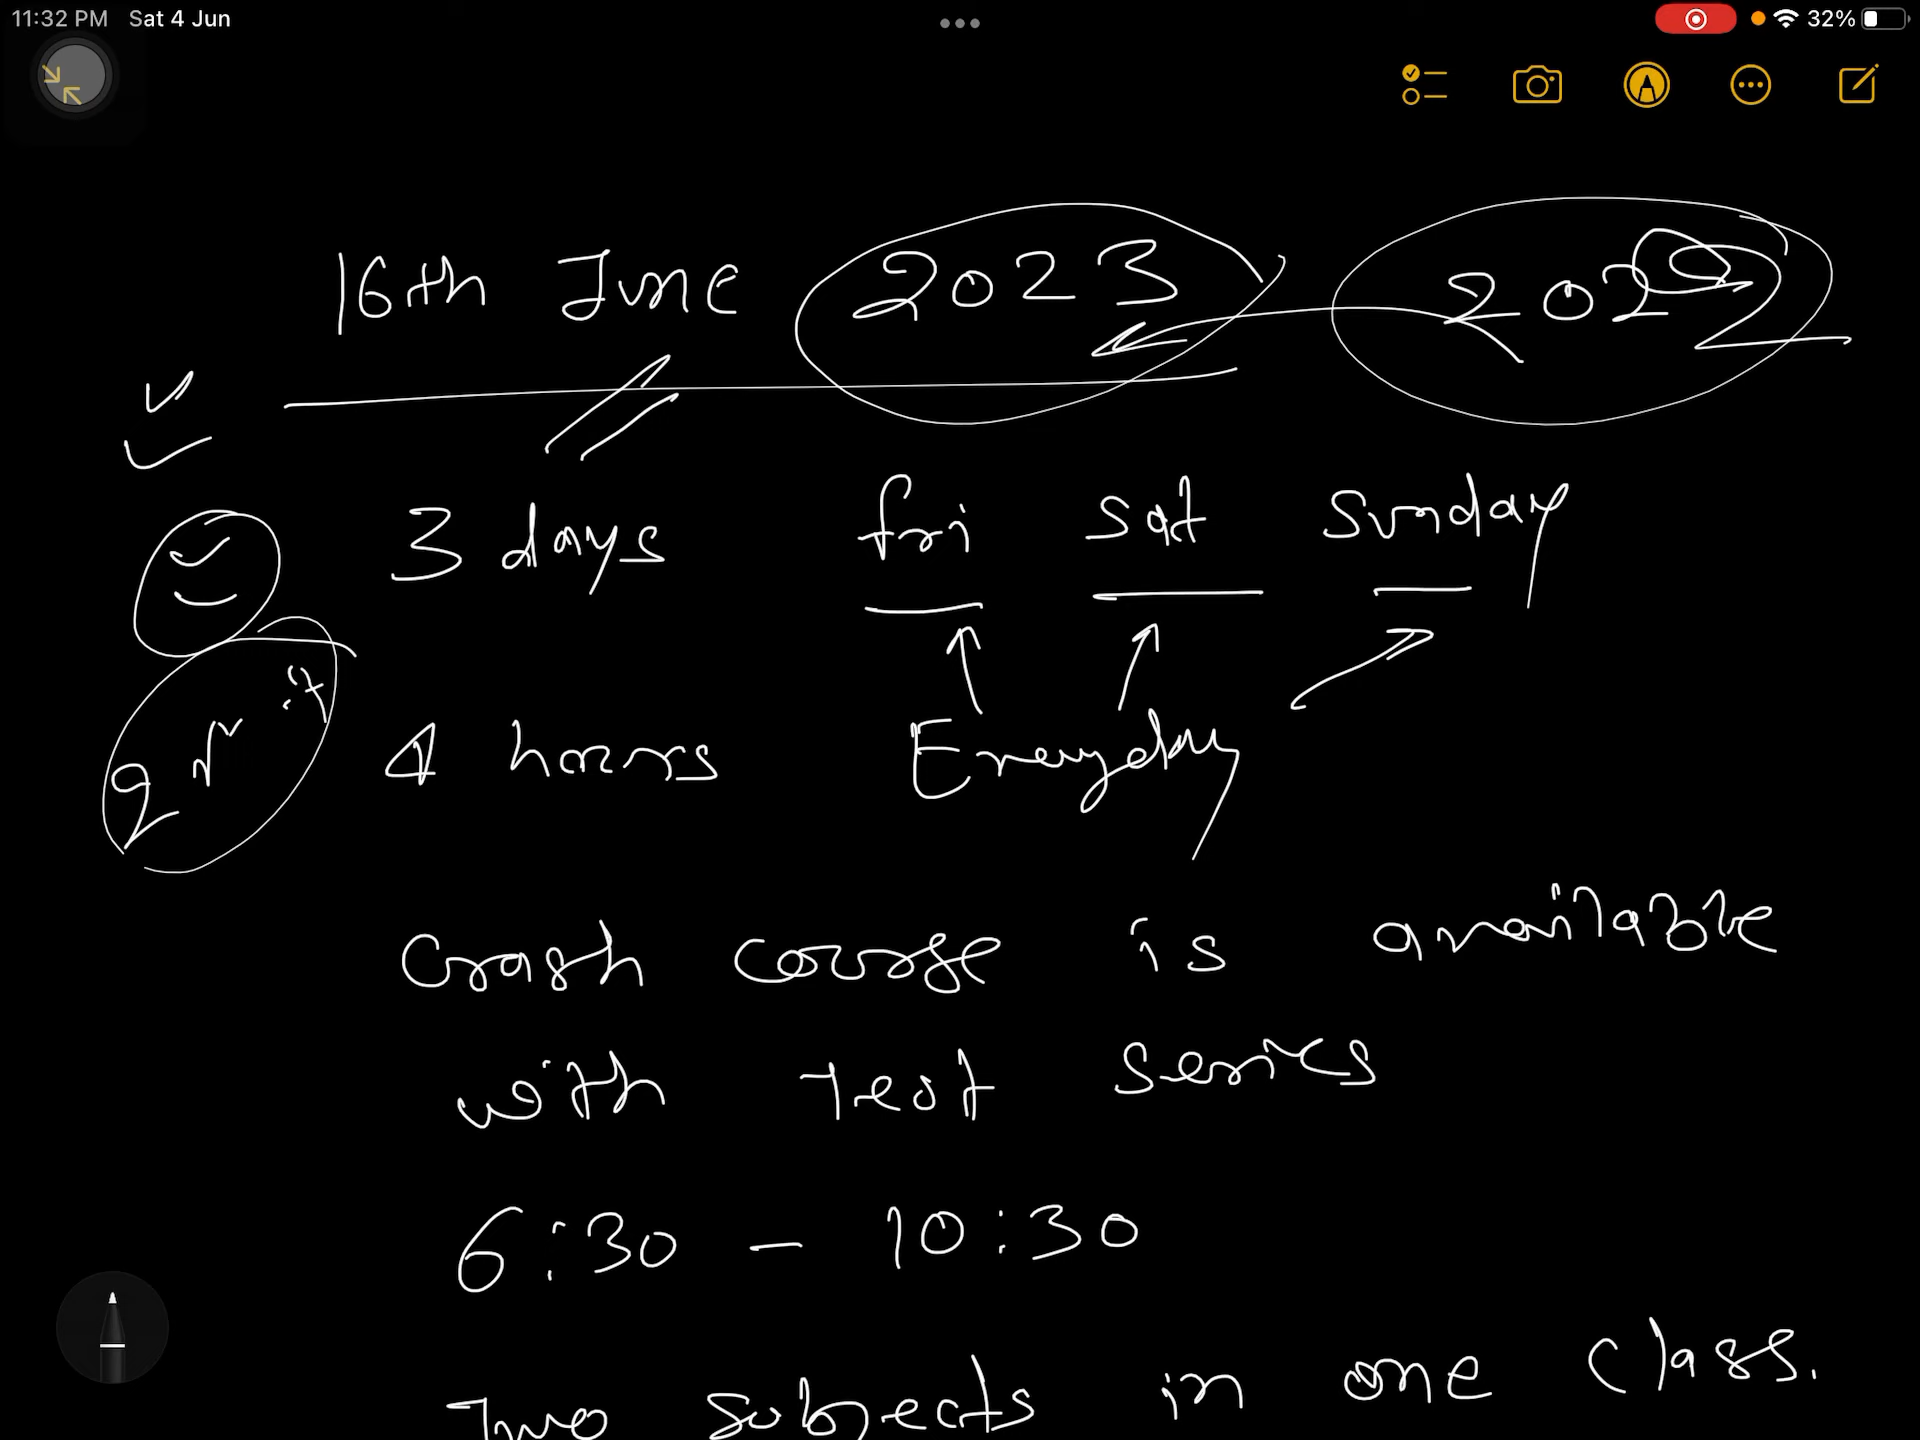 11:32 PM Sat 4 Jun
32%
16th June 2023 2022
3 days fri sat Sunday
4 hours Everyday
Crash course is available
with Test series
6:30 - 10:30
Two subjects in one class.